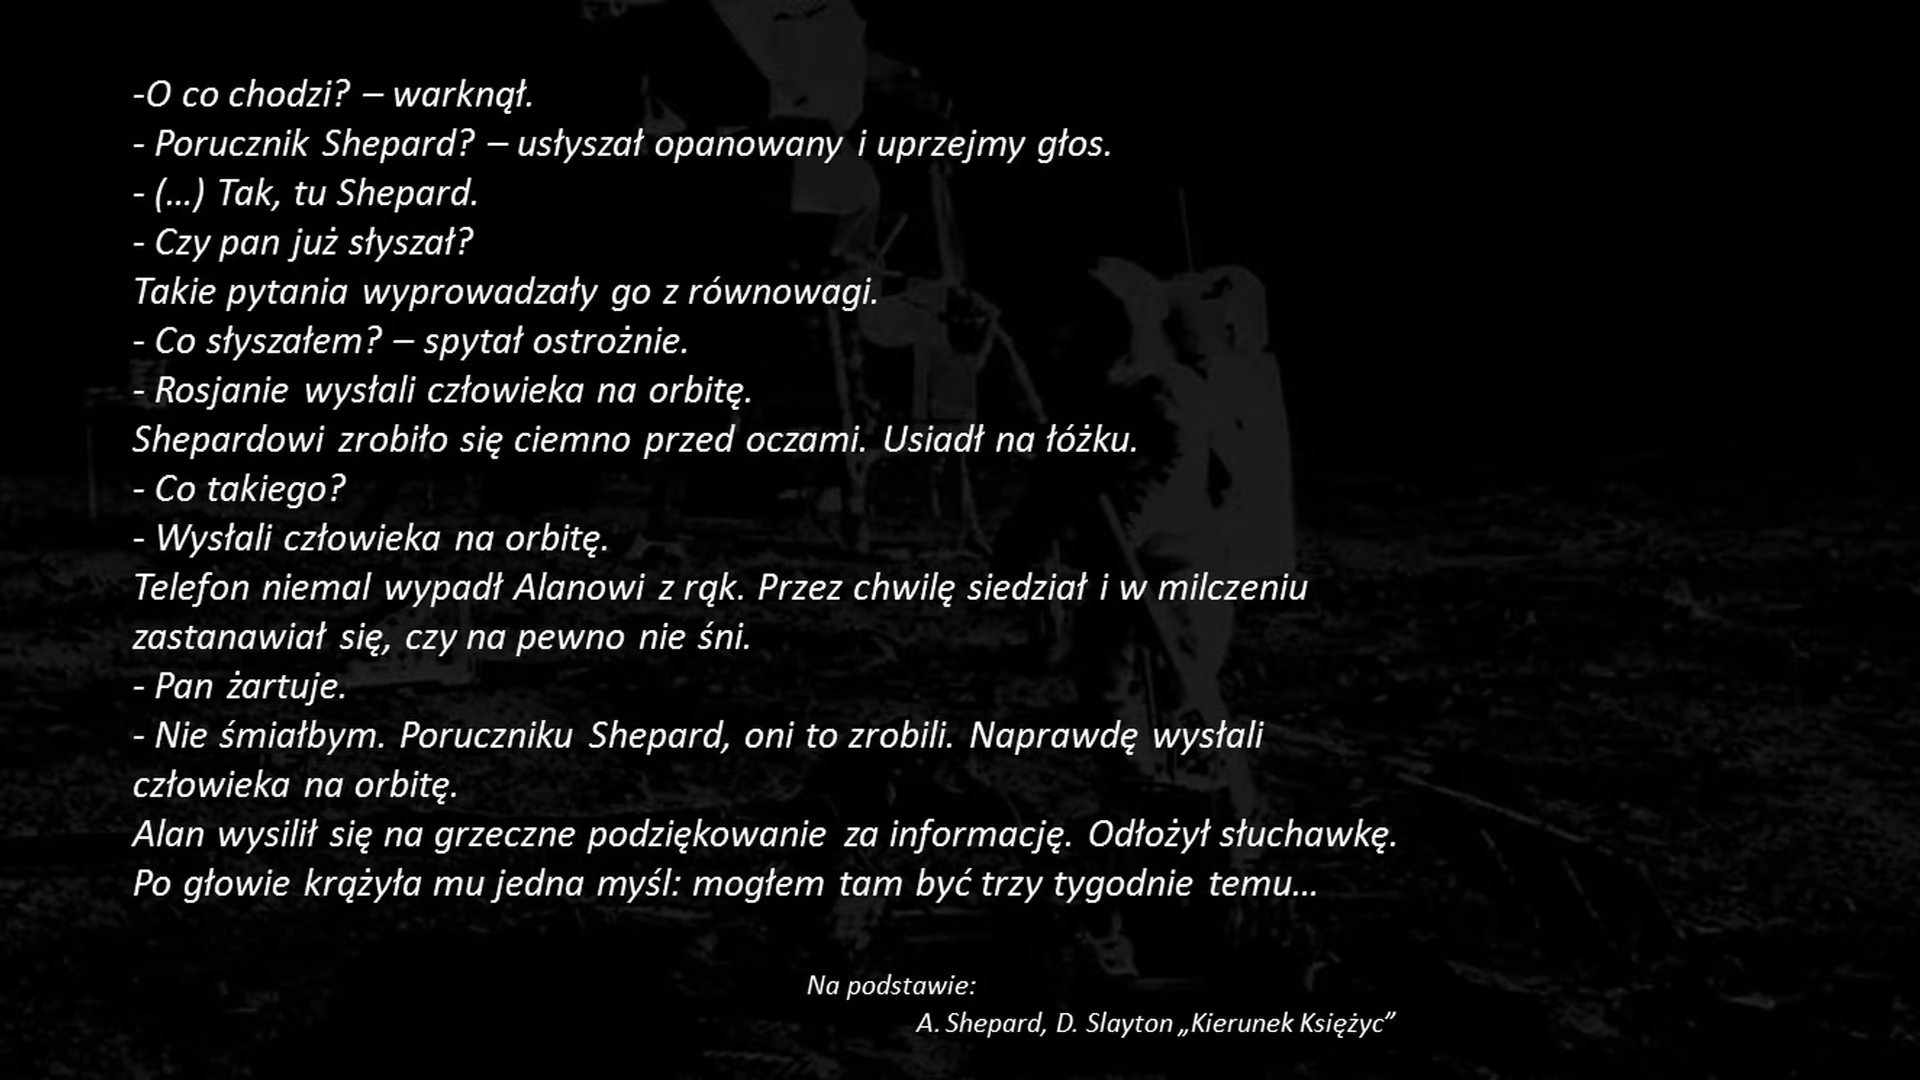 -O co chodzi? – warknął.
- Porucznik Shepard? – usłyszał opanowany i uprzejmy głos.
- (...) Tak, tu Shepard.
- Czy pan już słyszał?
Takie pytania wyprowadzały go z równowagi.
- Co słyszałem? – spytał ostrożnie.
- Rosjanie wysłali człowieka na orbitę.
Shepardowi zrobiło się ciemno przed oczami. Usiadł na łóżku.
- Co takiego?
- Wysłali człowieka na orbitę.
Telefon niemal wypadł Alanowi z rąk. Przez chwilę siedział i w milczeniu
zastanawiał się, czy na pewno nie śni.
- Pan żartuje.
- Nie śmiałbym. Poruczniku Shepard, oni to zrobili. Naprawdę wysłali
człowieka na orbitę.
Alan wysilił się na grzeczne podziękowanie za informację. Odłożył słuchawkę.
Po głowie krążyła mu jedna myśl: mogłem tam być trzy tygodnie temu...
Na podstawie:
A. Shepard, D. Slayton „Kierunek Księżyc”